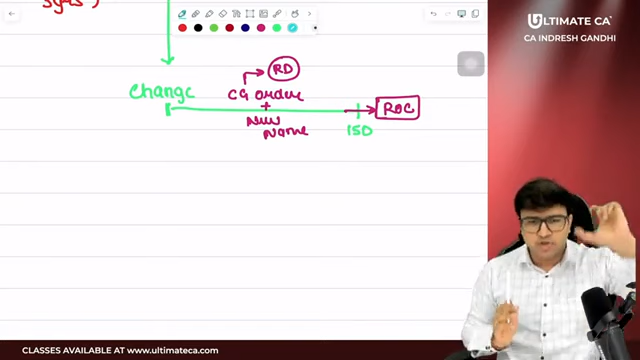 ULTIMATE CA
CA INDRESH GANDHI
RD
Change
CG order
+
New
Name
15D
ROC
CLASSES AVAILABLE AT www.ultimateca.com